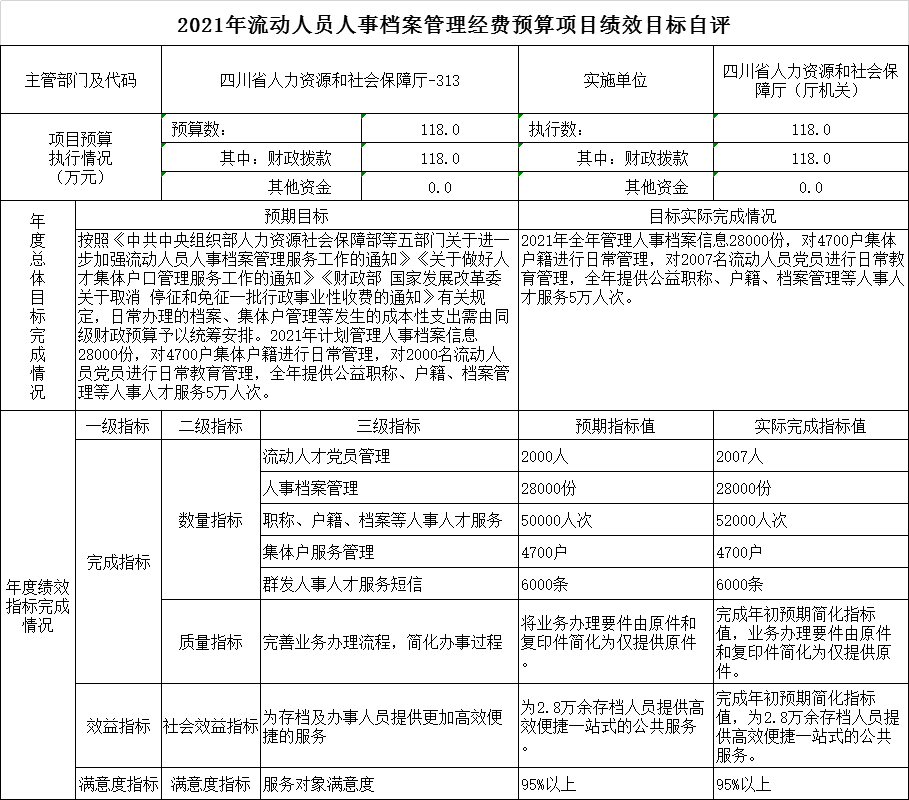 2021年流动人员人事档案管理经费预算项目绩效目标自评
主管部门及代码
四川省人力资源和社会保障厅-313
实施单位
四川省人力资源和社会保
障厅（厅机关）
项目预算
执行情况
（万元）
预算数：
118.0
执行数：
118.0
其中：财政拨款
118.0
其中：财政拨款
118.0
其他资金
0.0
其他资金
0.0
年
度
总
体
目
标
完
成
情
况
预期目标
目标实际完成情况
按照《中共中央组织部人力资源社会保障部等五部门关于进一
步加强流动人员人事档案管理服务工作的通知》《关于做好人
才集体户口管理服务工作的通知》《财政部 国家发展改革委
关于取消 停征和免征一批行政事业性收费的通知》有关规
定，日常办理的档案、集体户管理等发生的成本性支出需由同
级财政预算予以统筹安排。2021年计划管理人事档案信息
28000份，对4700户集体户籍进行日常管理，对2000名流动人
员党员进行日常教育管理，全年提供公益职称、户籍、档案管
理等人事人才服务5万人次。
2021年全年管理人事档案信息28000份，对4700户集体
户籍进行日常管理，对2007名流动人员党员进行日常教
育管理，全年提供公益职称、户籍、档案管理等人事人
才服务5万人次。
年度绩效
指标完成
情况
一级指标
二级指标
三级指标
预期指标值
实际完成指标值
完成指标
数量指标
流动人才党员管理
2000人
2007人
人事档案管理
28000份
28000份
职称、户籍、档案等人事人才服务
50000人次
52000人次
集体户服务管理
4700户
4700户
群发人事人才服务短信
6000条
6000条
质量指标
完善业务办理流程，简化办事过程
将业务办理要件由原件和
复印件简化为仅提供原件
。
完成年初预期简化指标
值，业务办理要件由原件
和复印件简化为仅提供原
件。
效益指标
社会效益指标
为存档及办事人员提供更加高效便
捷的服务
为2.8万余存档人员提供高
效便捷一站式的公共服务
。
完成年初预期简化指标
值，为2.8万余存档人员提
供高效便捷一站式的公共
服务。
满意度指标
满意度指标
服务对象满意度
95%以上
95%以上